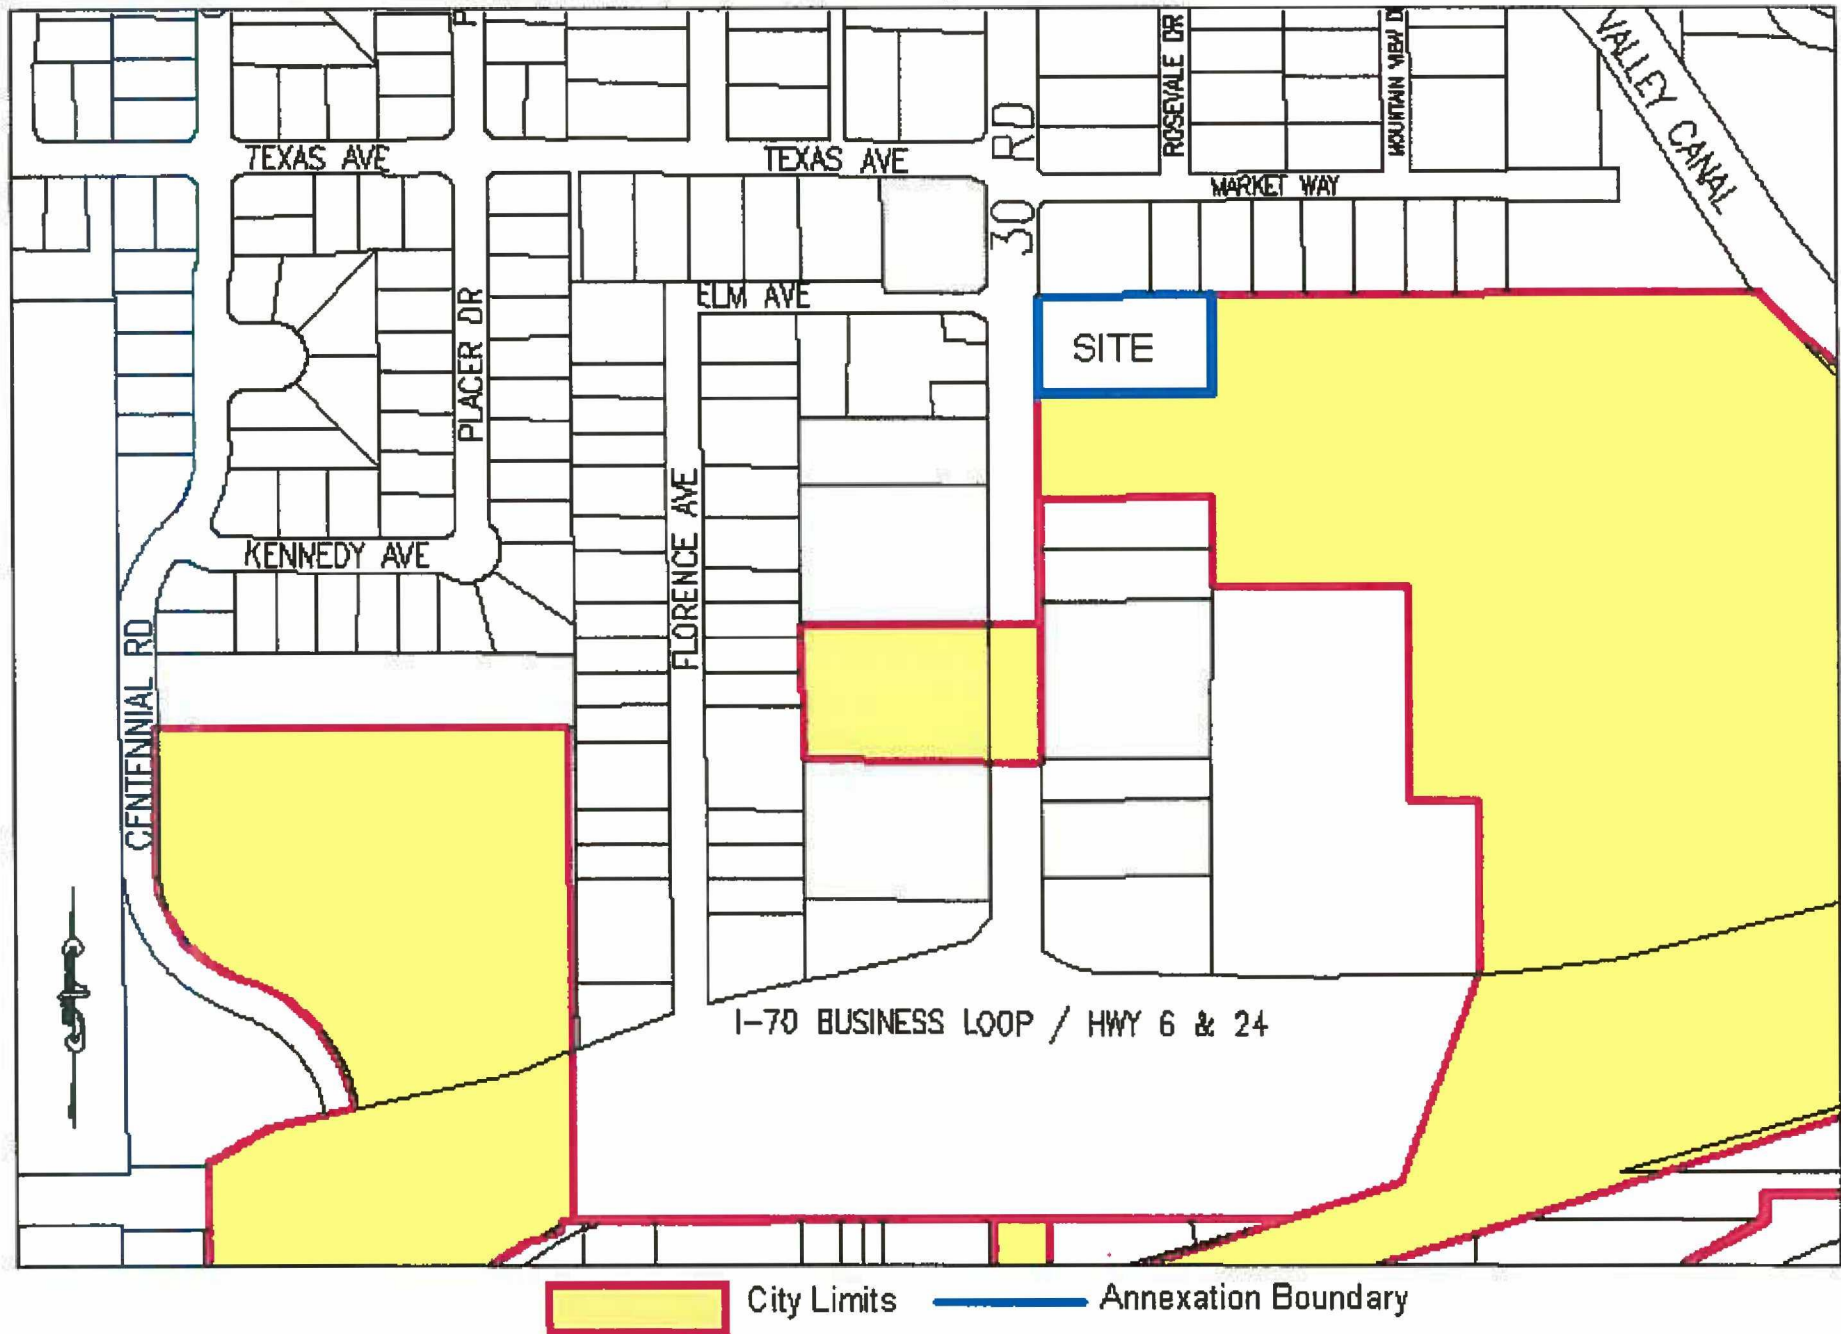 ROSEVALE DR
MOUNTAIN VIEW D
VALLEY CANAL
TEXAS AVE
TEXAS AVE
30 RD
MARKET WAY
ELM AVE
PLACER DR
SITE
KENNEDY AVE
FLORENCE AVE
CENTENNIAL RD
I-70 BUSINESS LOOP / HWY 6 & 24
City Limits
Annexation Boundary